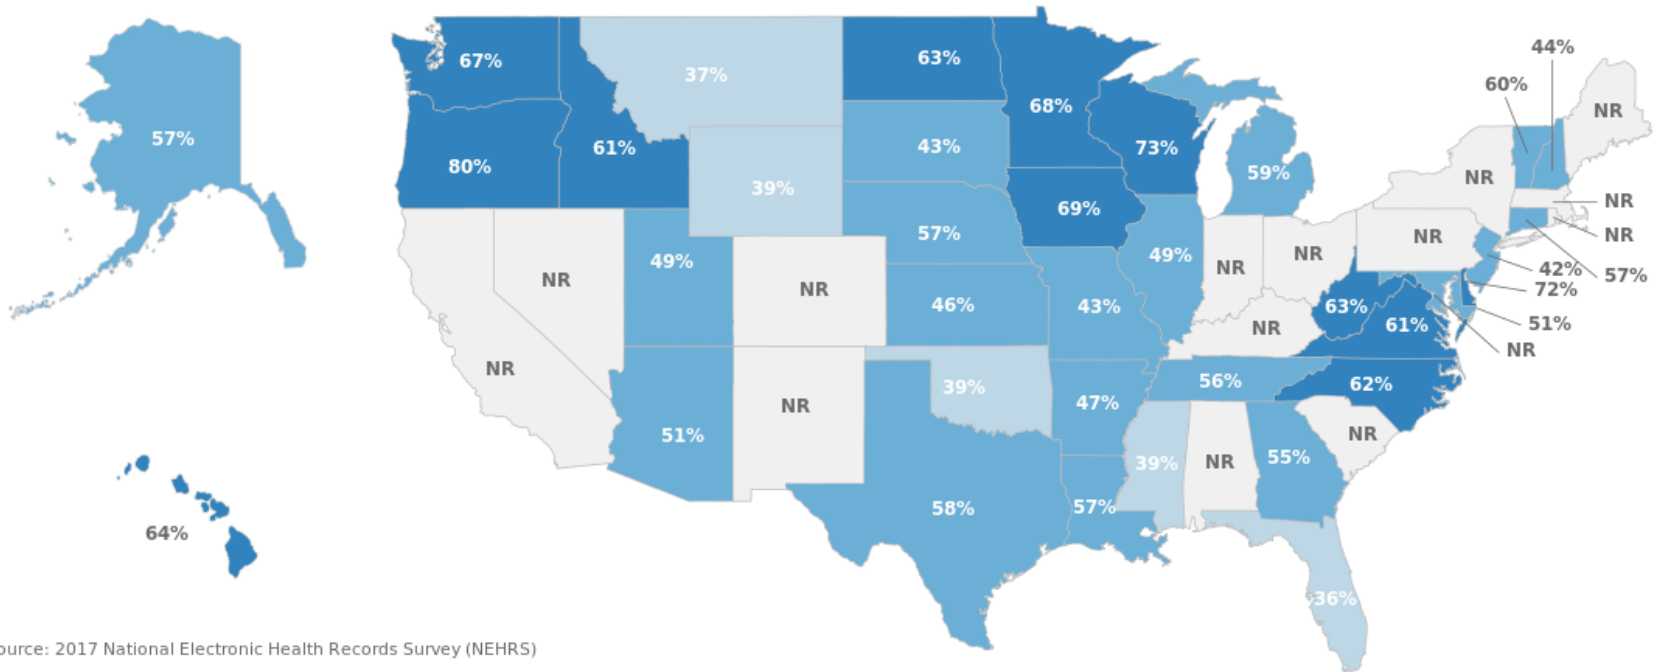 44%
67%
63%
37%
60%
68%
NR
57%
43%
61%
73%
80%
59%
NR
39%
NR
69%
NR
57%
NR
NR
49%
49%
NR
NR
42%
57%
NR
NR
72%
46%
43%
63%
61%
51%
NR
NR
NR
56%
62%
39%
47%
NR
51%
NR
55%
39%
NR
58%
57%
64%
36%
ource: 2017 National Electronic Health Records Survey (NEHRS)